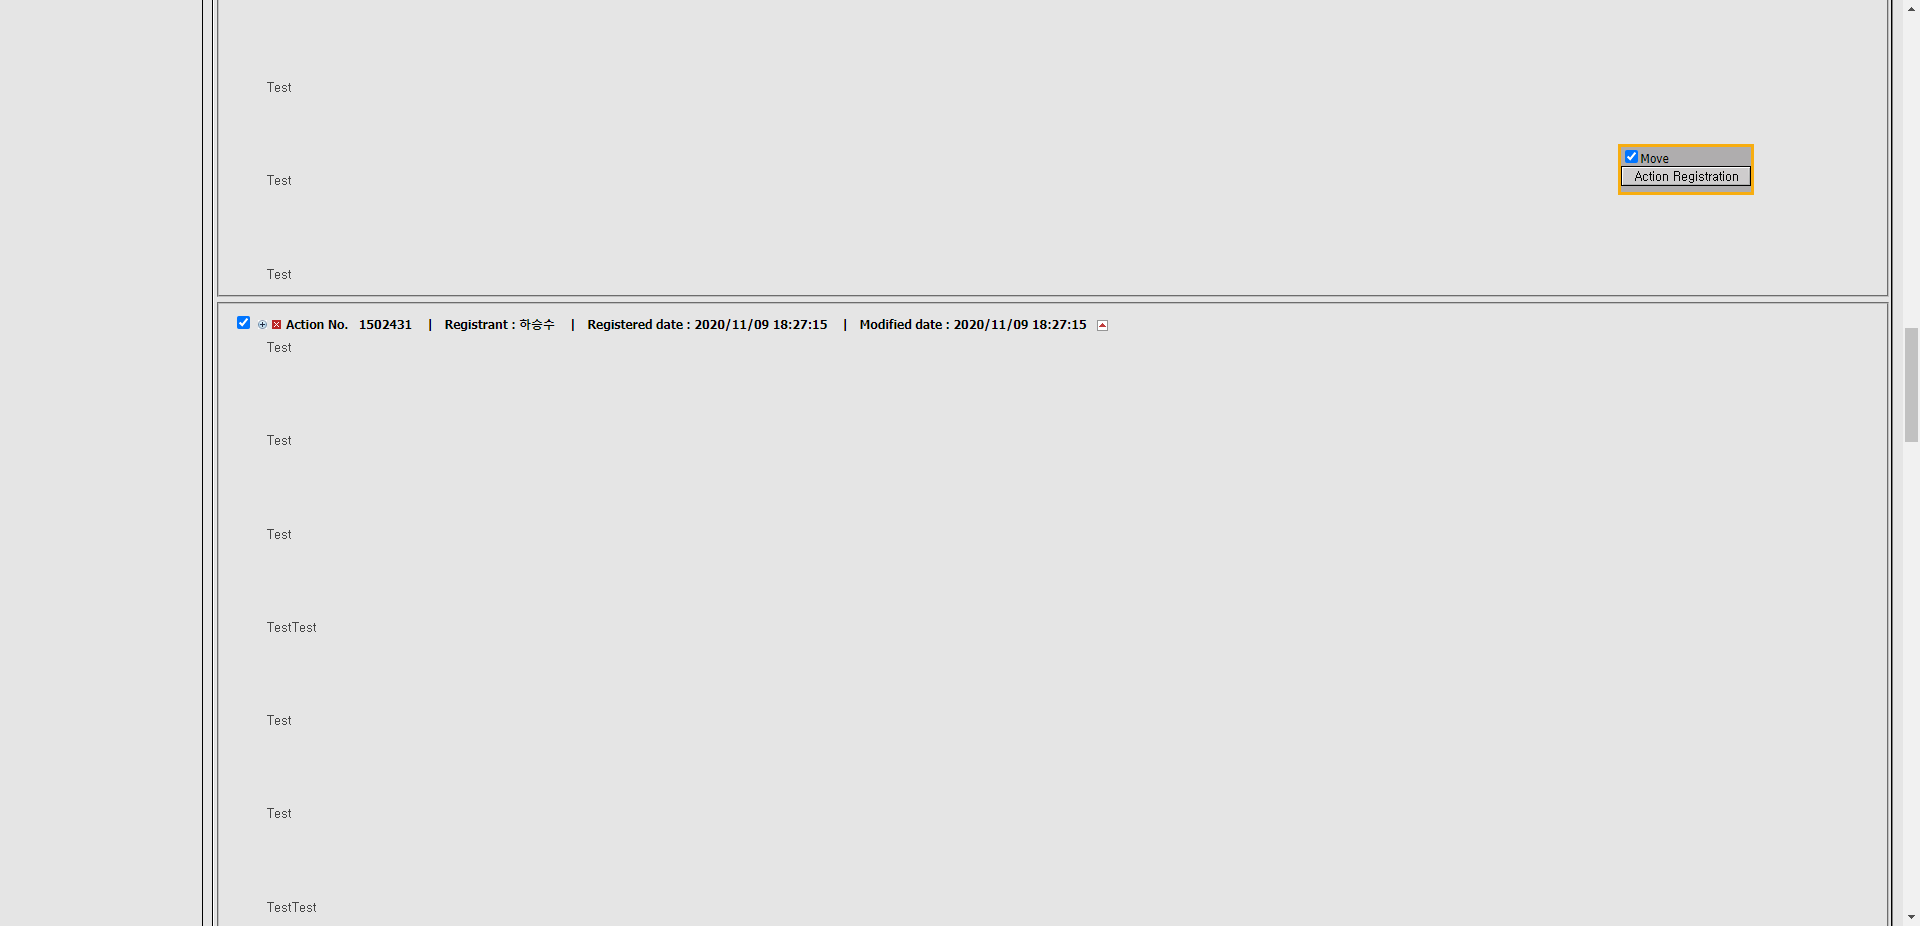 Test
Move
Test
Action Registration
Test
Action No. 1502431 | Registrant : 하승수 | Registered date : 2020/11/09 18:27:15 | Modified date : 2020/11/09 18:27:15
Test
Test
Test
TestTest
Test
Test
TestTest